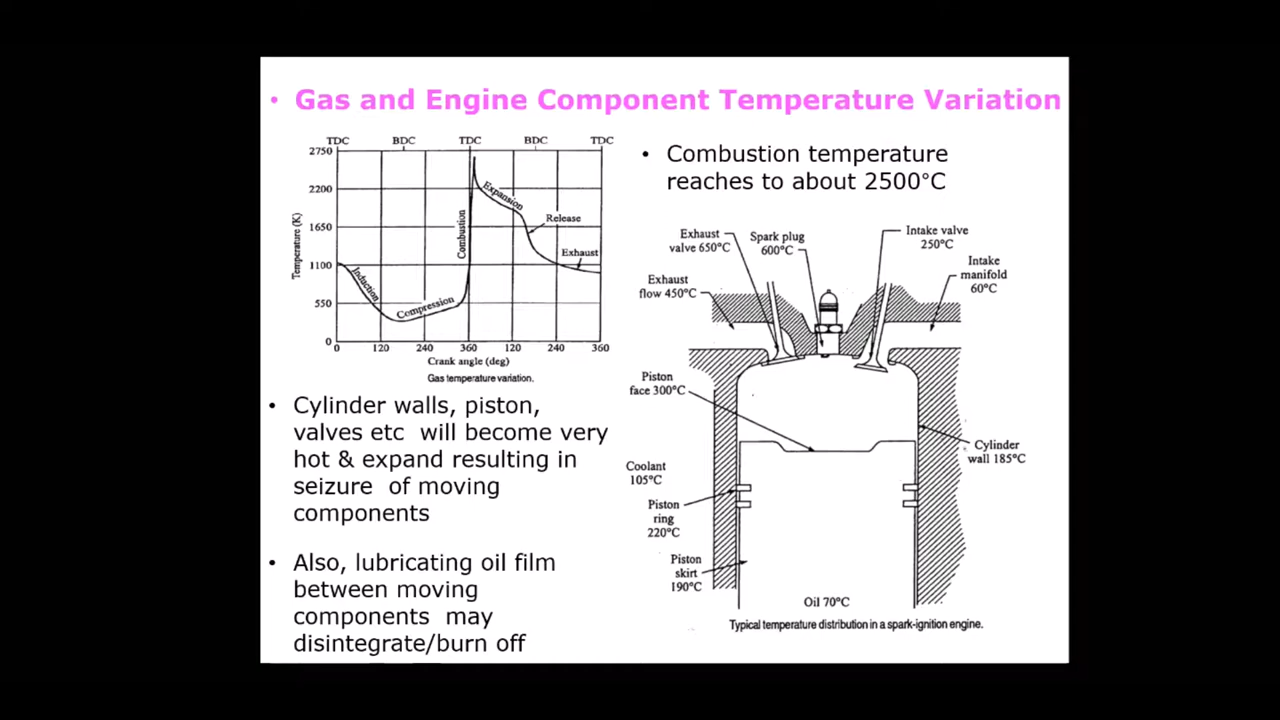 • Gas and Engine Component Temperature Variation
TDC BDC TDC BDC TDC
2750
2200
1650
1100
550
0
Temperature (K)
Induction
Compression
Combustion
Expansion
Release
Exhaust
0 120 240 360 120 240 360
Crank angle (deg)
Gas temperature variation.
• Combustion temperature
reaches to about 2500°C
Exhaust
valve 650°C
Spark plug
600°C
Intake valve
250°C
Exhaust
flow 450°C
Intake
manifold
60°C
Piston
face 300°C
Cylinder
wall 185°C
Coolant
105°C
Piston
ring
220°C
Piston
skirt
190°C
Oil 70°C
Typical temperature distribution in a spark-ignition engine.
• Cylinder walls, piston,
valves etc will become very
hot & expand resulting in
seizure of moving
components
• Also, lubricating oil film
between moving
components may
disintegrate/burn off